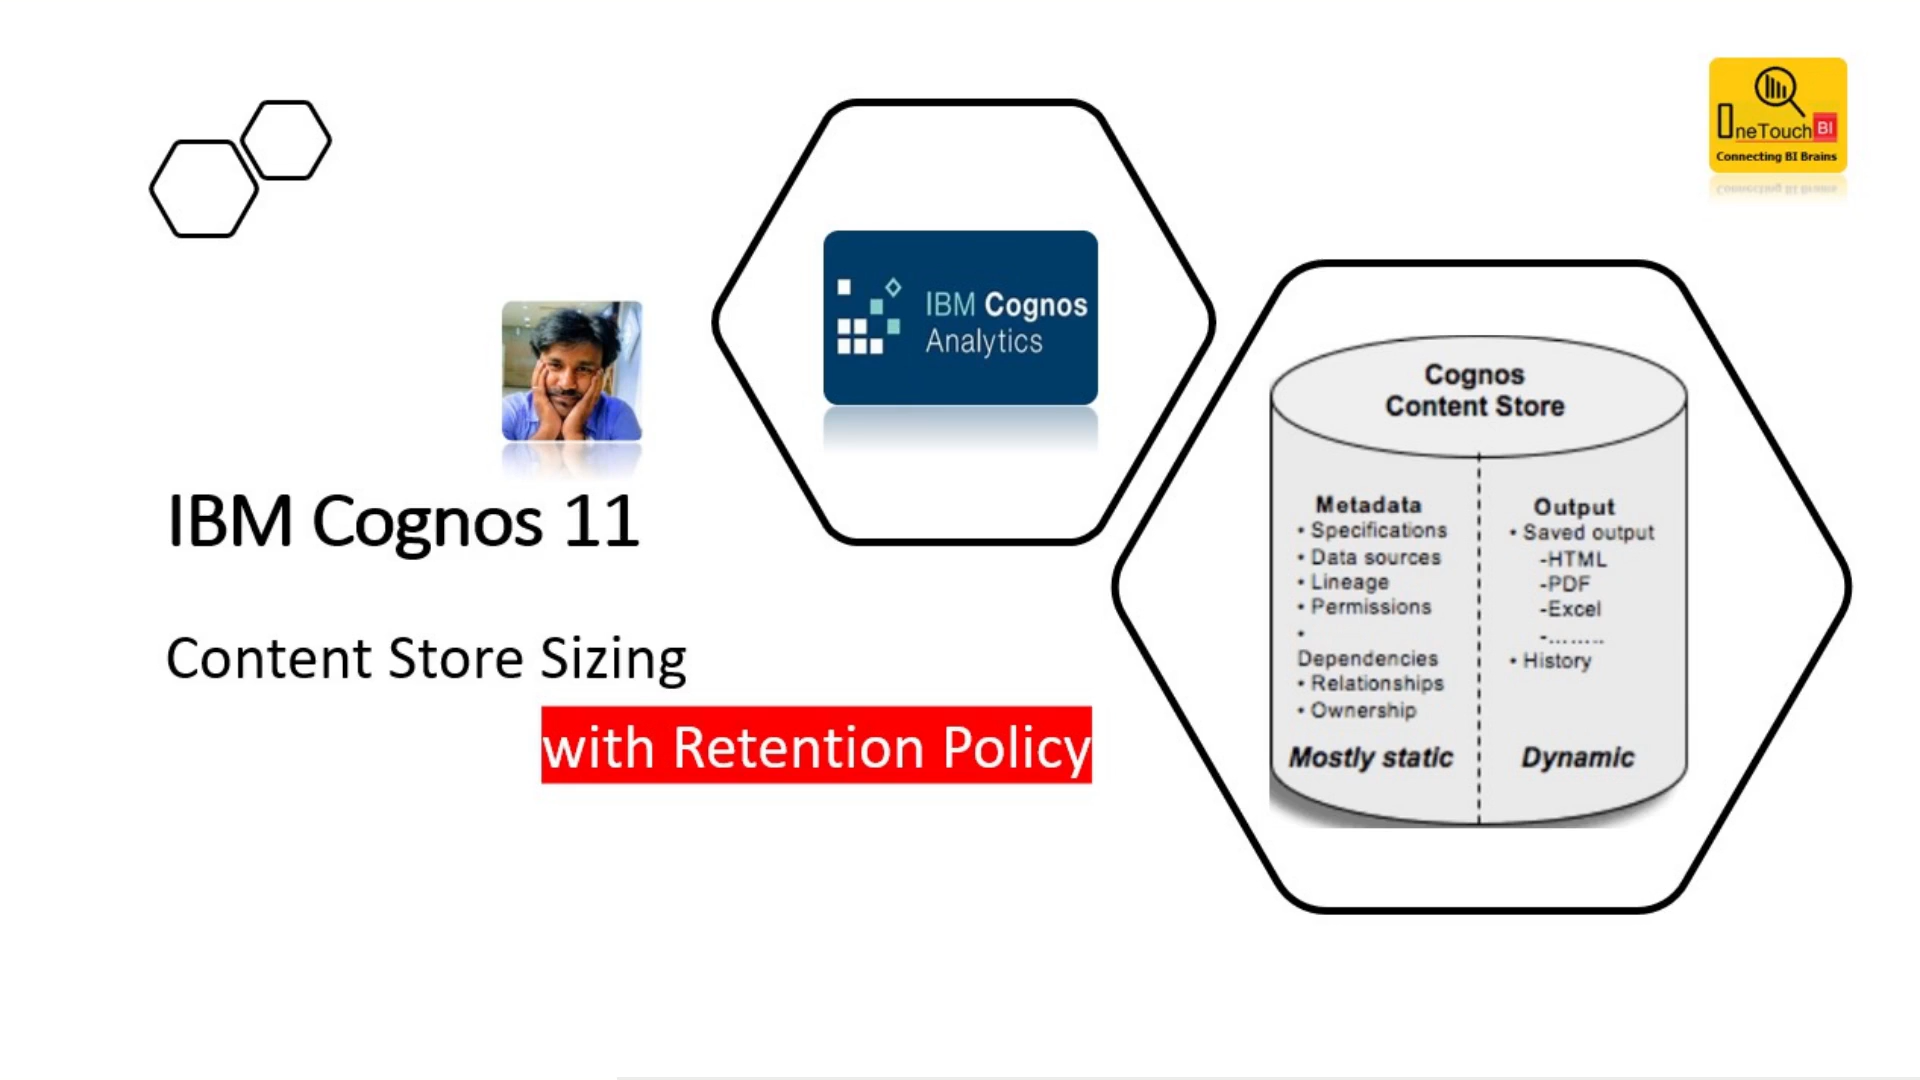 OneTouch BI
Connecting BI Brains
IBM Cognos
Analytics
IBM Cognos 11
Content Store Sizing
with Retention Policy
Cognos
Content Store
Metadata
• Specifications
• Data sources
• Lineage
• Permissions
•
Dependencies
• Relationships
• Ownership
Mostly static
Output
• Saved output
-HTML
-PDF
-Excel
-........
• History
Dynamic